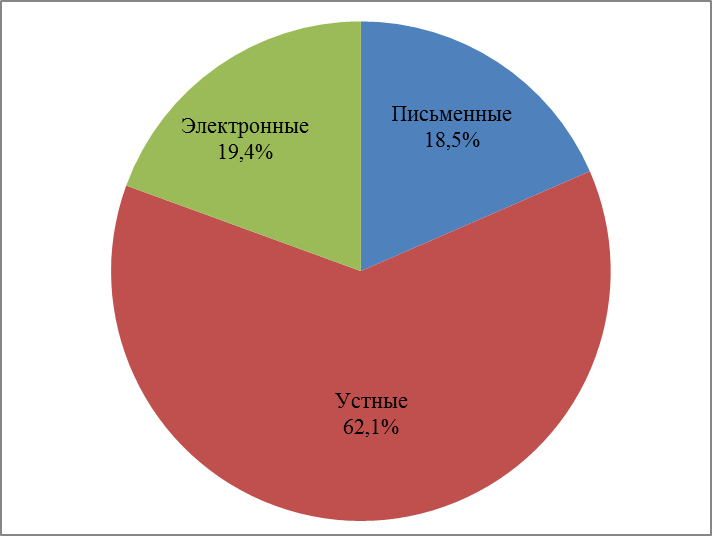 Электронные
19,4%
Письменные
18,5%
Устные
62,1%